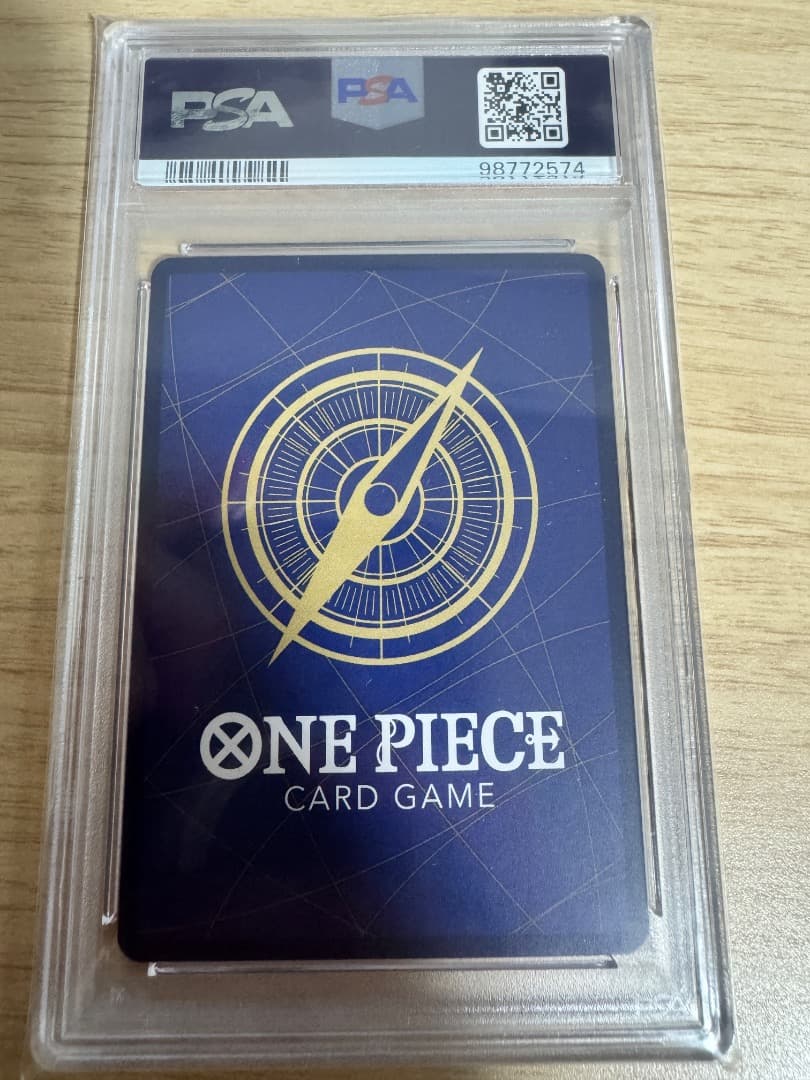 PSA
PSA
98772574
ONE PIECE
CARD GAME